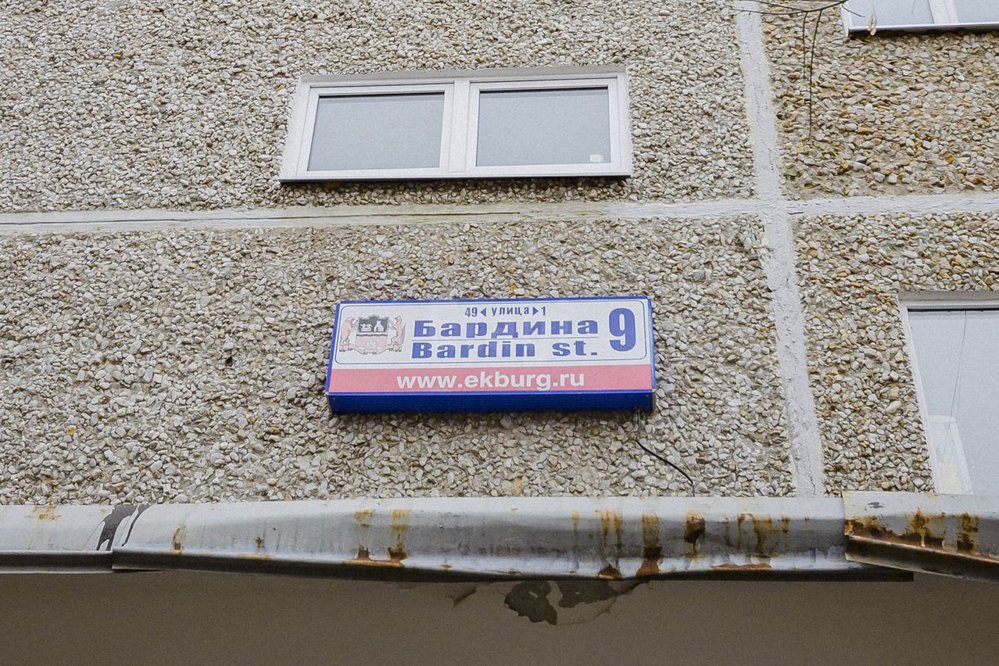 49 ◀ улица ▶ 1
Бардина 9
Bardin st.
www.ekburg.ru